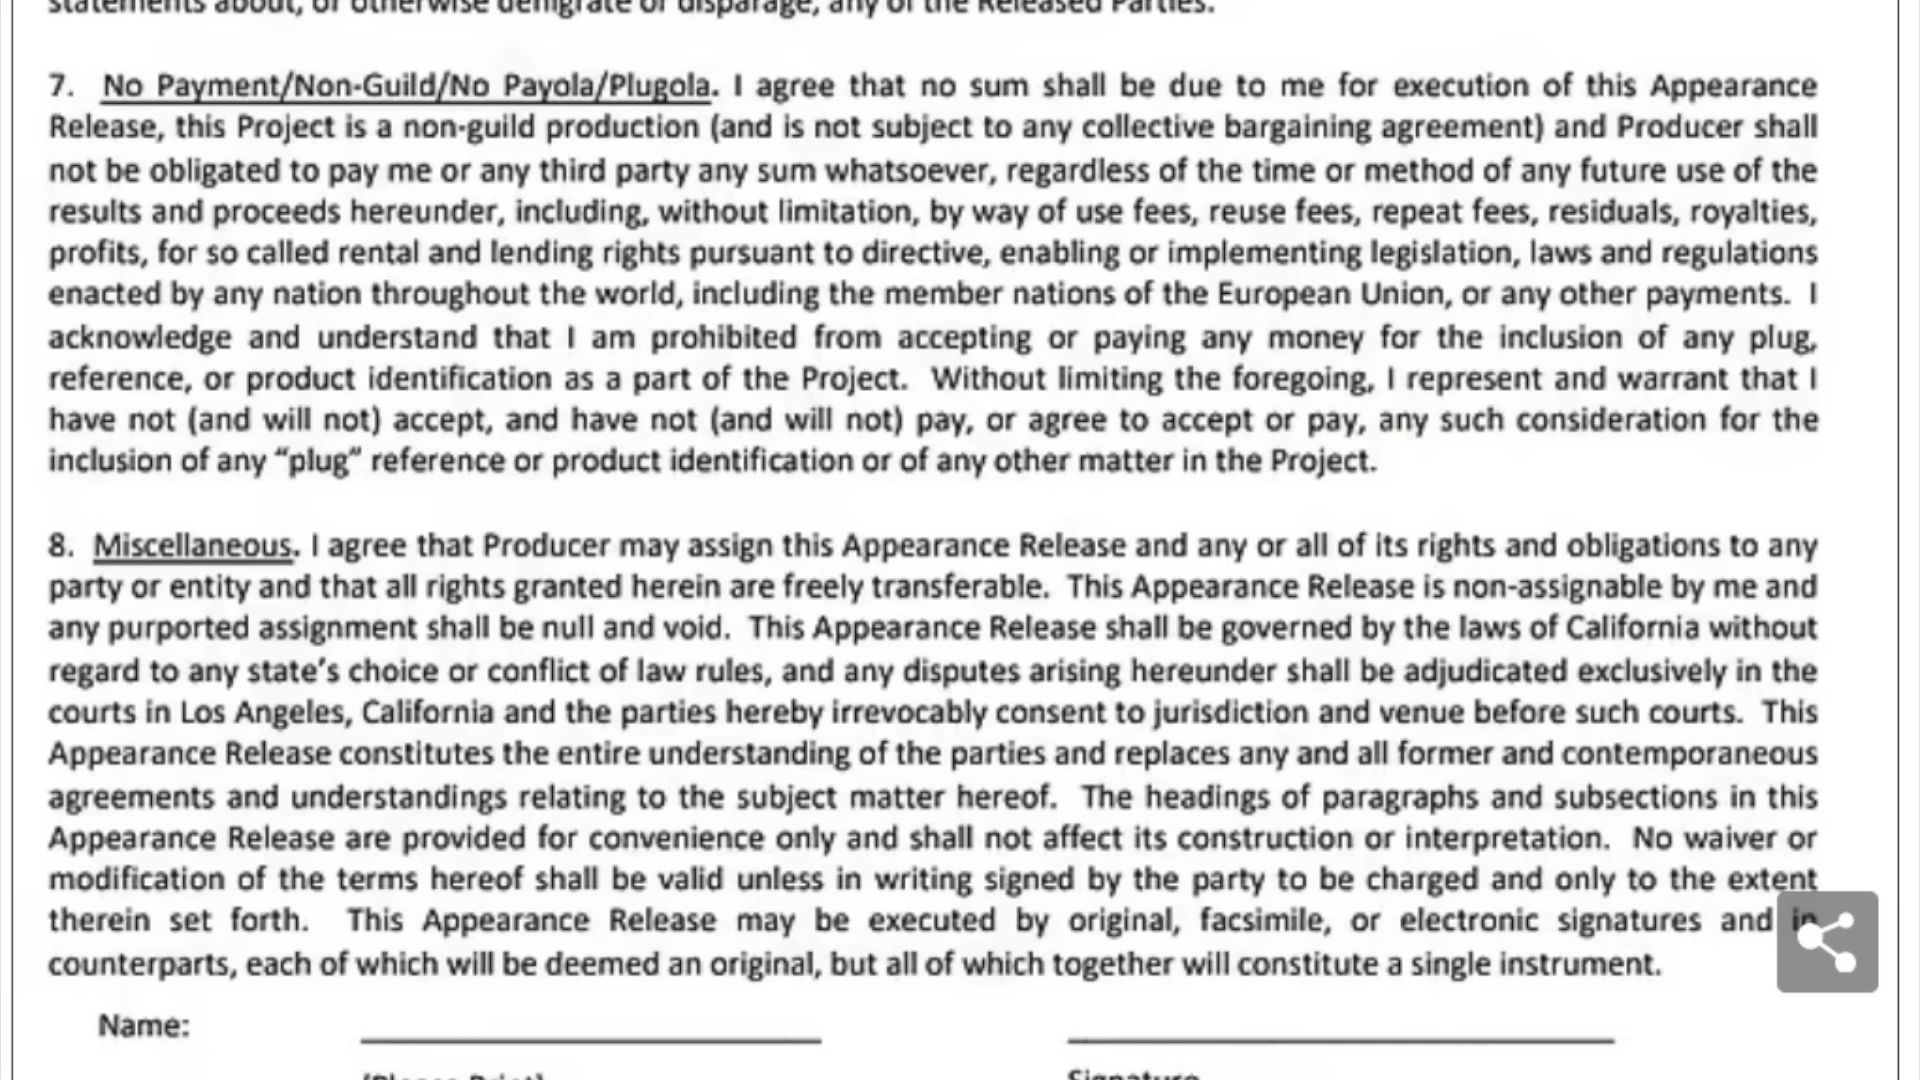 statements about, or otherwise denigrate or disparage, any of the Released Parties.
7. No Payment/Non-Guild/No Payola/Plugola. I agree that no sum shall be due to me for execution of this Appearance
Release, this Project is a non-guild production (and is not subject to any collective bargaining agreement) and Producer shall
not be obligated to pay me or any third party any sum whatsoever, regardless of the time or method of any future use of the
results and proceeds hereunder, including, without limitation, by way of use fees, reuse fees, repeat fees, residuals, royalties,
profits, for so called rental and lending rights pursuant to directive, enabling or implementing legislation, laws and regulations
enacted by any nation throughout the world, including the member nations of the European Union, or any other payments. I
acknowledge and understand that I am prohibited from accepting or paying any money for the inclusion of any plug,
reference, or product identification as a part of the Project. Without limiting the foregoing, I represent and warrant that I
have not (and will not) accept, and have not (and will not) pay, or agree to accept or pay, any such consideration for the
inclusion of any “plug” reference or product identification or of any other matter in the Project.
8. Miscellaneous. I agree that Producer may assign this Appearance Release and any or all of its rights and obligations to any
party or entity and that all rights granted herein are freely transferable. This Appearance Release is non-assignable by me and
any purported assignment shall be null and void. This Appearance Release shall be governed by the laws of California without
regard to any state’s choice or conflict of law rules, and any disputes arising hereunder shall be adjudicated exclusively in the
courts in Los Angeles, California and the parties hereby irrevocably consent to jurisdiction and venue before such courts. This
Appearance Release constitutes the entire understanding of the parties and replaces any and all former and contemporaneous
agreements and understandings relating to the subject matter hereof. The headings of paragraphs and subsections in this
Appearance Release are provided for convenience only and shall not affect its construction or interpretation. No waiver or
modification of the terms hereof shall be valid unless in writing signed by the party to be charged and only to the extent
therein set forth. This Appearance Release may be executed by original, facsimile, or electronic signatures and in
counterparts, each of which will be deemed an original, but all of which together will constitute a single instrument.
Name:
(Please Print) Signature